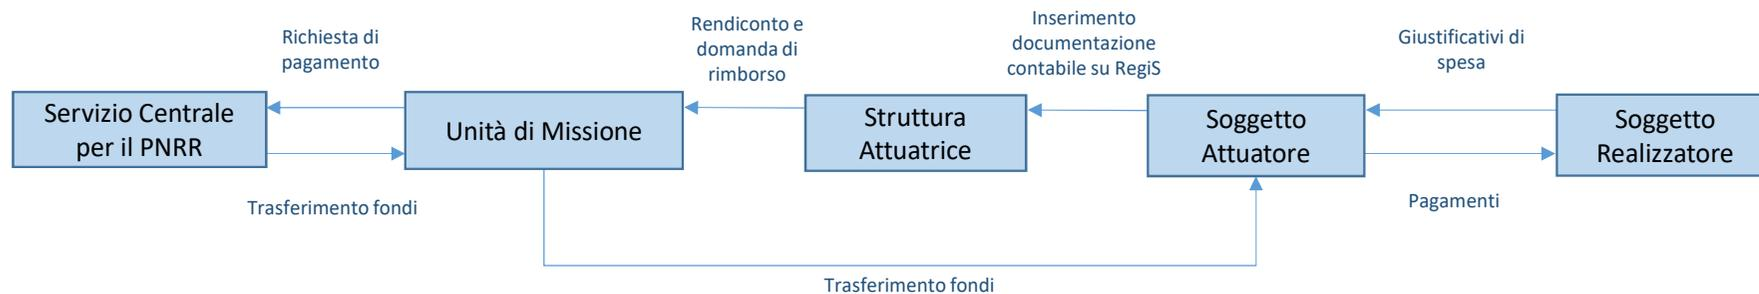 Richiesta di
pagamento
Rendiconto e
domanda di
rimborso
Inserimento
documentazione
contabile su RegiS
Giustificativi di
spesa
Servizio Centrale
per il PNRR
Unità di Missione
Struttura
Attuatrice
Soggetto
Attuatore
Soggetto
Realizzatore
Trasferimento fondi
Pagamenti
Trasferimento fondi